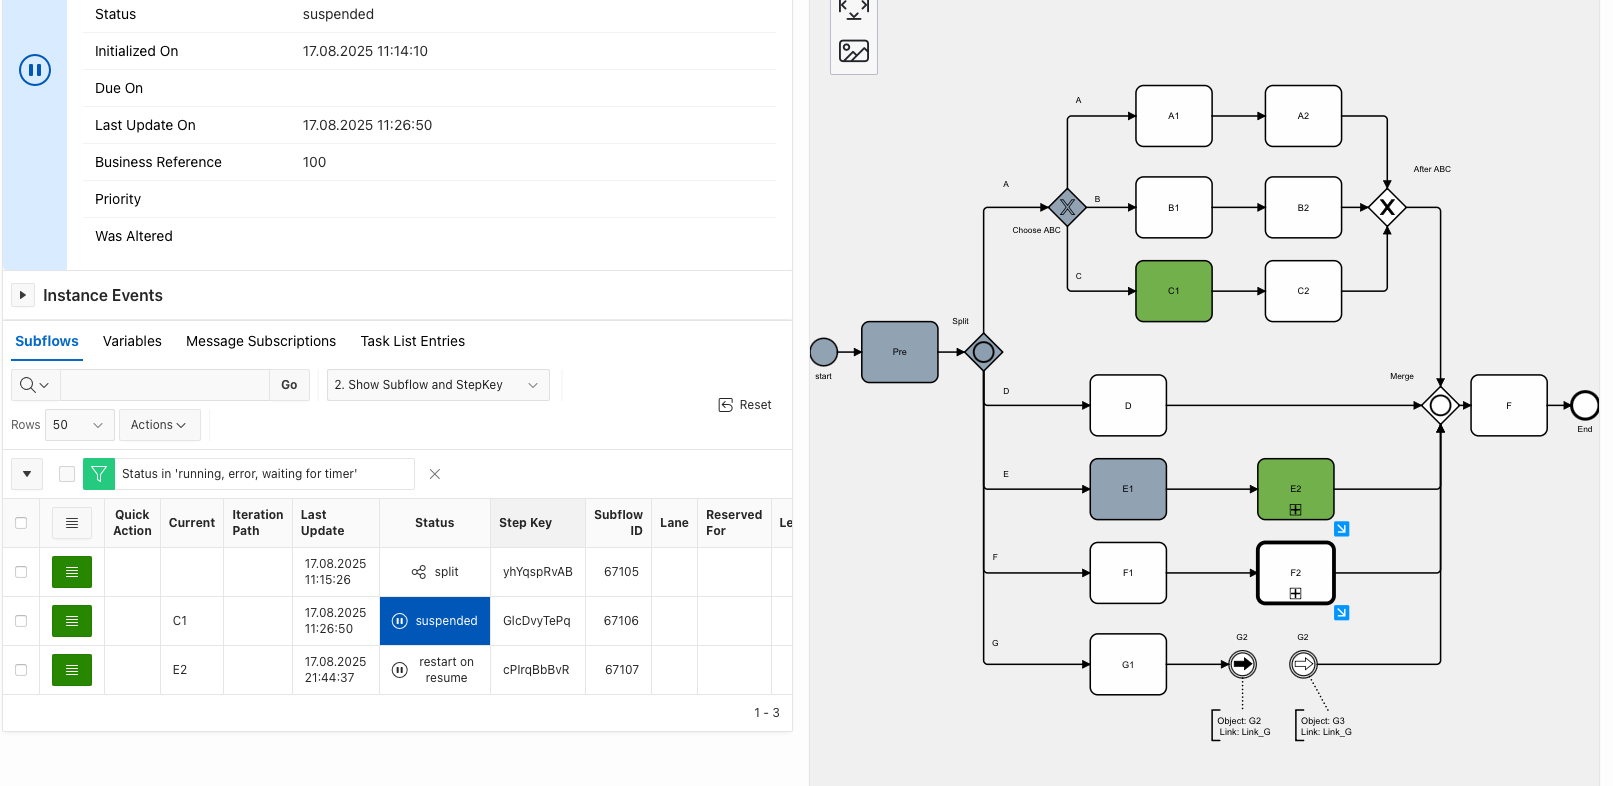 Status suspended
Initialized On 17.08.2025 11:14:10
Due On
Last Update On 17.08.2025 11:26:50
Business Reference 100
Priority
Was Altered
Instance Events
Subflows Variables Message Subscriptions Task List Entries
Go 2. Show Subflow and StepKey
Reset
Rows 50 Actions
Status in 'running, error, waiting for timer'
Quick Action Current Iteration Path Last Update Status Step Key Subflow ID Lane Reserved For Le
17.08.2025 11:15:26 split yhYqspRvAB 67105
C1 17.08.2025 11:26:50 suspended GIcDvyTePq 67106
E2 17.08.2025 21:44:37 restart on resume cPIrqBbBvR 67107
1 - 3
A
A1
A2
After ABC
A
B
B1
B2
X
X
Choose ABC
C
C1
C2
Split
Pre
start
Merge
D
D
F
End
E
E1
E2
F
F1
F2
G
G1
G2
G2
Object: G2
Link: Link_G
Object: G3
Link: Link_G